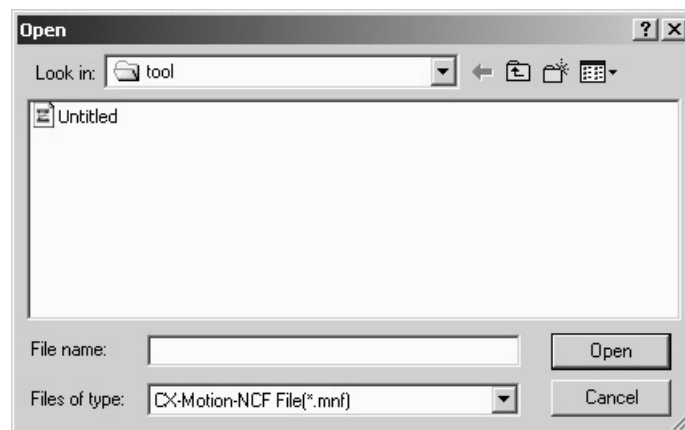 Open
Look in: tool
Untitled
File name: Open
Files of type: CX-Motion-NCF File(*.mnf) Cancel